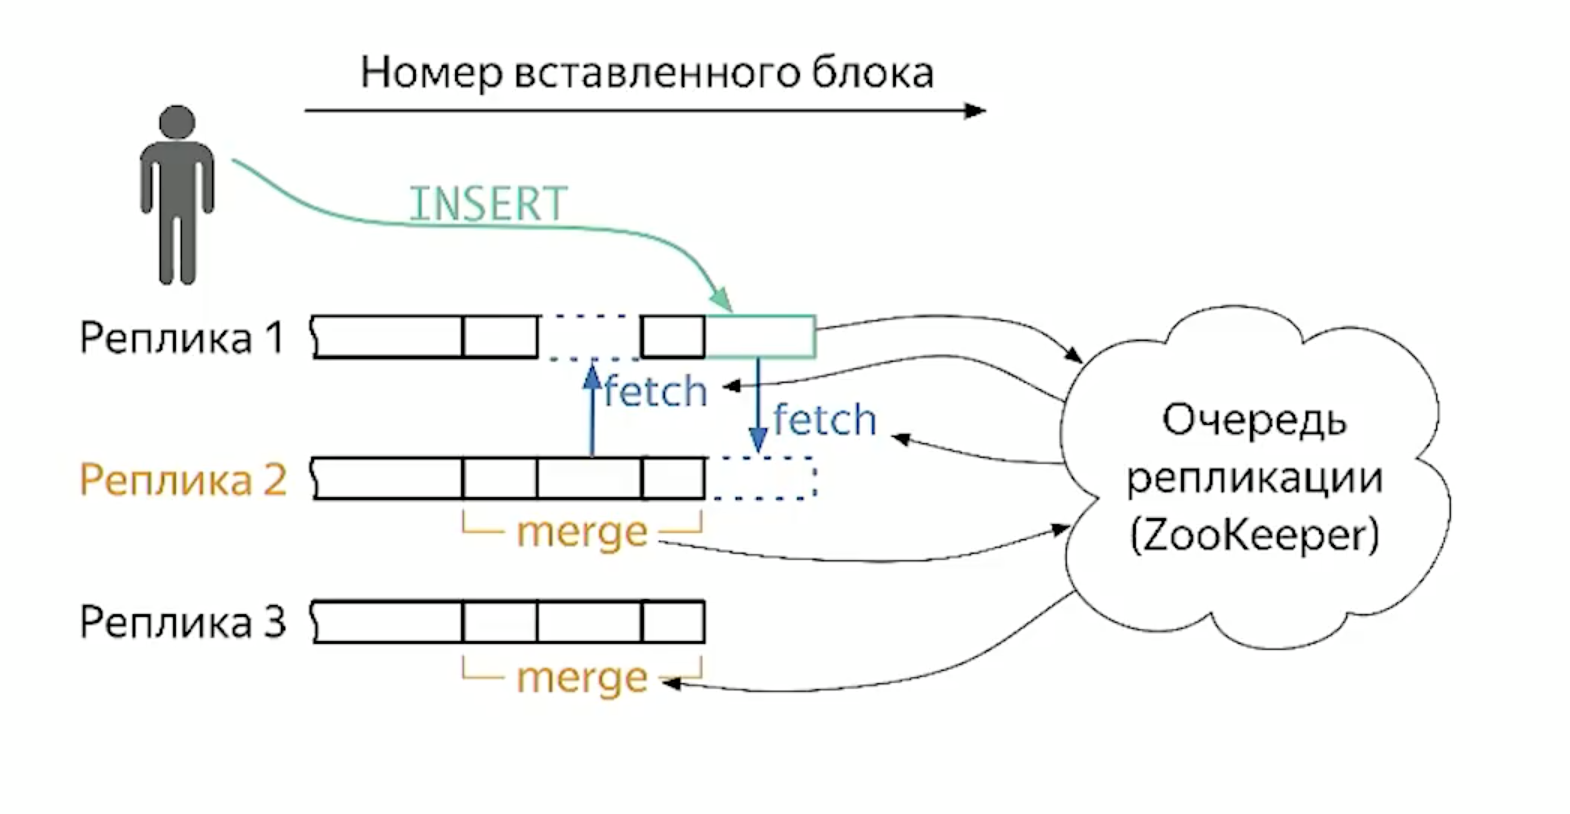 Номер вставленного блока
INSERT
Реплика 1
fetch
fetch
Реплика 2
merge
Реплика 3
merge
Очередь
репликации
(ZooKeeper)